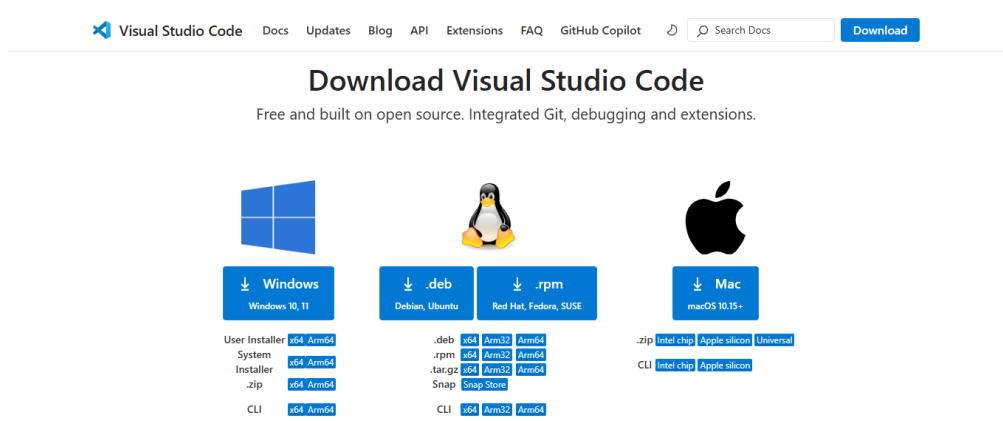 Visual Studio Code Docs Updates Blog API Extensions FAQ GitHub Copilot Search Docs Download
Download Visual Studio Code
Free and built on open source. Integrated Git, debugging and extensions.
Windows
Windows 10, 11
User Installer x64 Arm64
System Installer x64 Arm64
.zip x64 Arm64
CLI x64 Arm64
.deb
Debian, Ubuntu
.rpm
Red Hat, Fedora, SUSE
.deb x64 Arm32 Arm64
.rpm x64 Arm32 Arm64
.tar.gz x64 Arm32 Arm64
Snap Snap Store
CLI x64 Arm32 Arm64
Mac
macOS 10.15+
.zip Intel chip Apple silicon Universal
CLI Intel chip Apple silicon